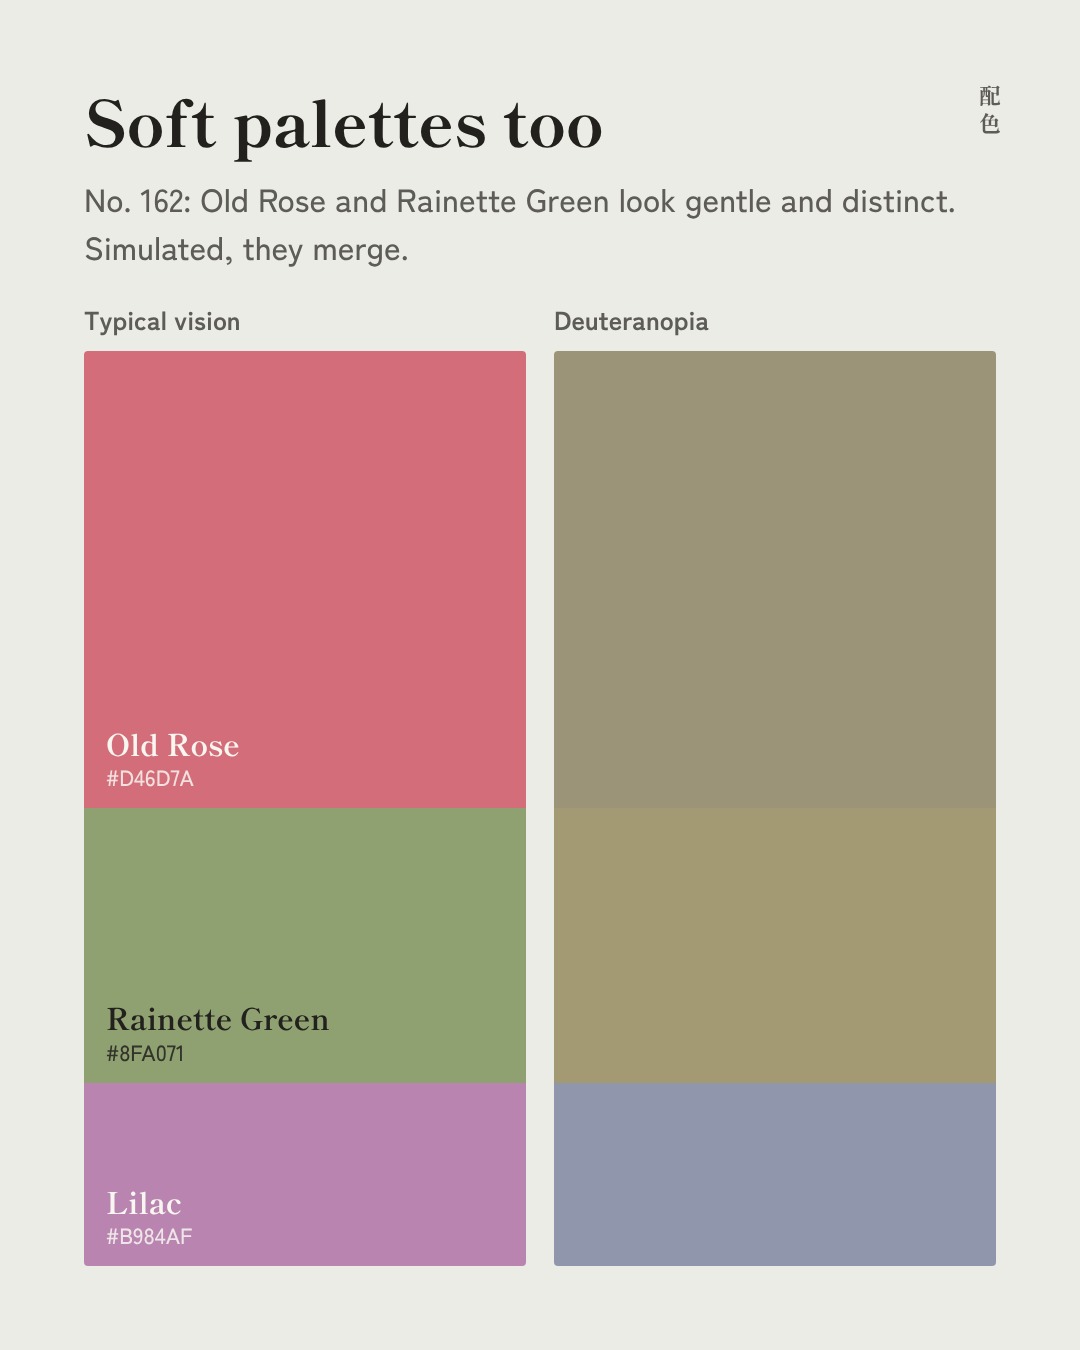 Soft palettes too
配色
No. 162: Old Rose and Rainette Green look gentle and distinct.
Simulated, they merge.
Typical vision
Deuteranopia
Old Rose
#D46D7A
Rainette Green
#8FA071
Lilac
#B984AF